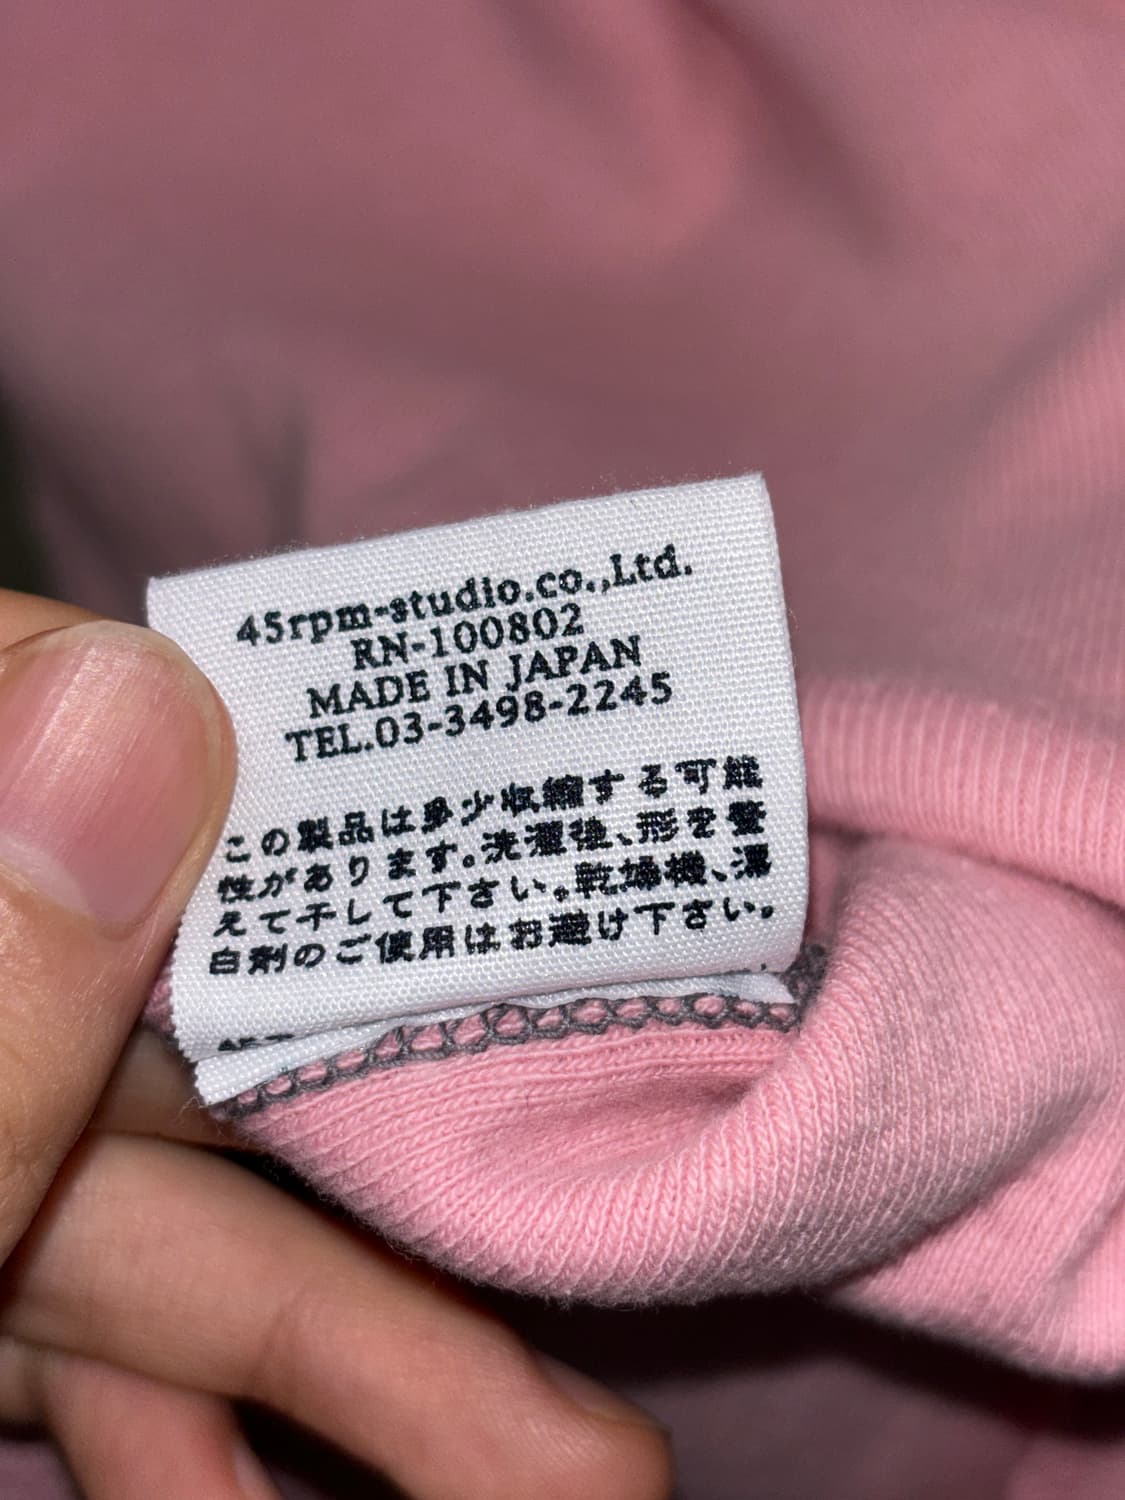 45rpm-studio.co.,Ltd.
RN-100802
MADE IN JAPAN
TEL.03-3498-2245
この製品は多少収縮する可能
性があります。洗濯後、形を整
えて干して下さい。乾燥機、漂
白剤のご使用はお避け下さい。